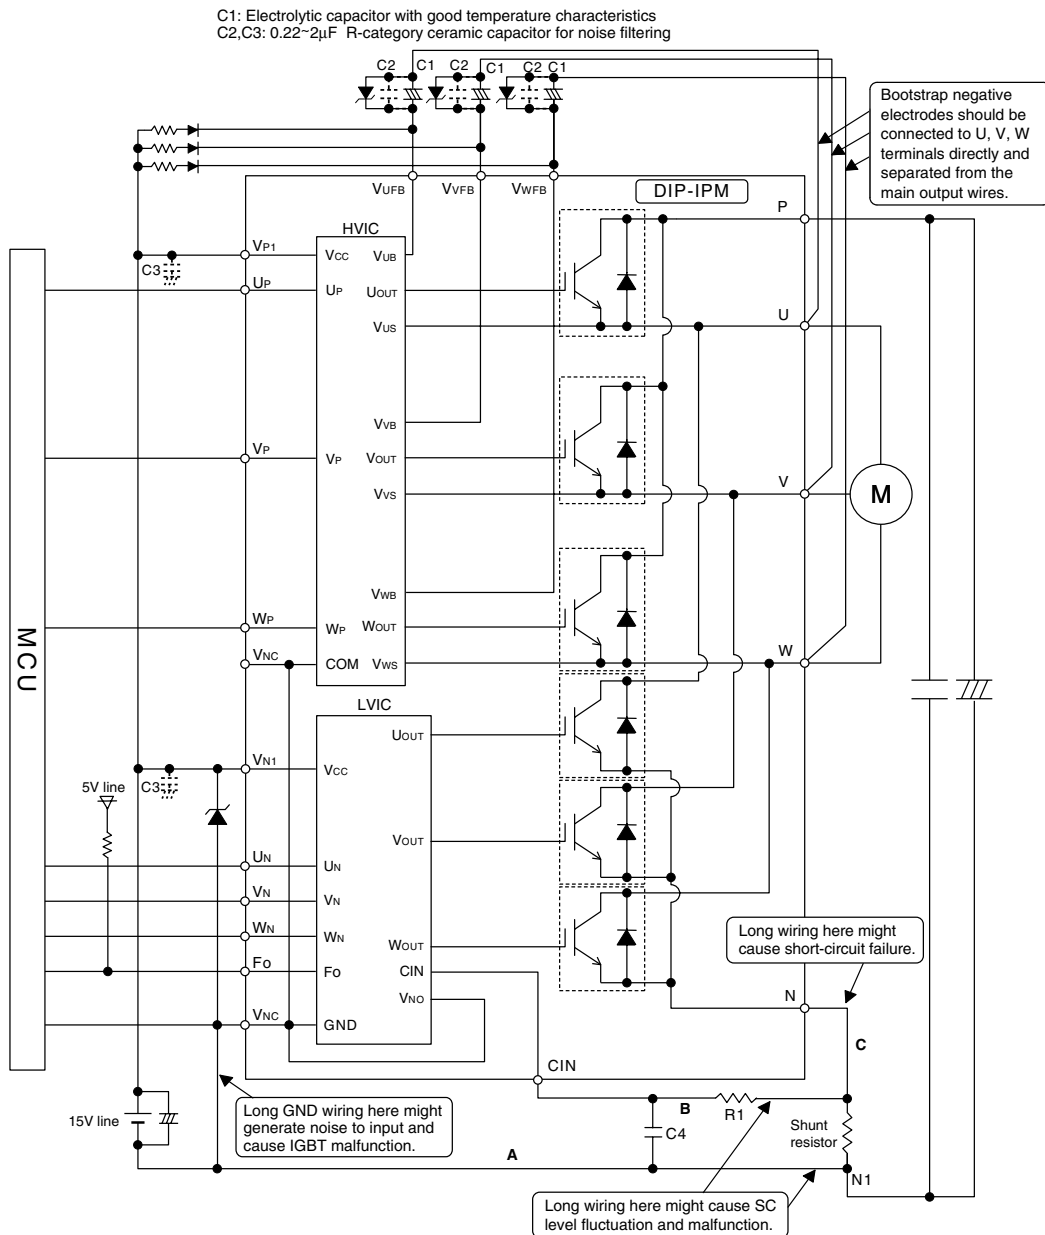 C1: Electrolytic capacitor with good temperature characteristics
C2,C3: 0.22~2μF R-category ceramic capacitor for noise filtering
C2 C1 C2 C1 C2 C1
Bootstrap negative
electrodes should be
connected to U, V, W
terminals directly and
separated from the
main output wires.
VUFB VVFB VWFB
DIP-IPM
P
HVIC
VP1 VCC VUB
C3
UP UP UOUT
VUS U
VVB
VP VP VOUT
VVS V
M
VWB
WP WP WOUT
VNC COM VWS W
MCU
LVIC
UOUT
VN1 VCC
C3
5V line
VOUT
UN UN
VN VN
WN WN WOUT
Long wiring here might
cause short-circuit failure.
Fo Fo CIN
VNO N
VNC GND
C
CIN
15V line
Long GND wiring here might
generate noise to input and
cause IGBT malfunction.
B R1
C4
Shunt
resistor
A
N1
Long wiring here might cause SC
level fluctuation and malfunction.